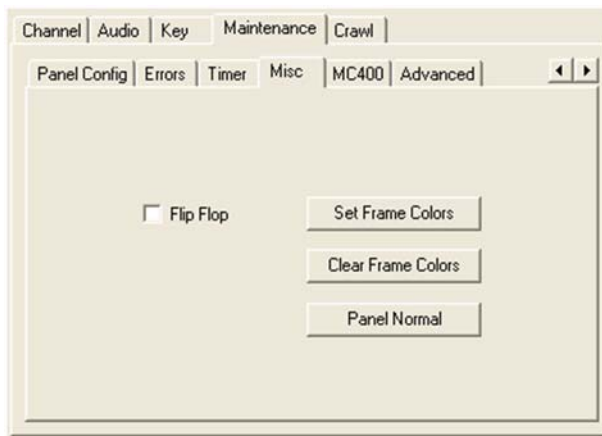 Channel Audio Key Maintenance Crawl
Panel Config Errors Timer Misc MC400 Advanced
Flip Flop Set Frame Colors
Clear Frame Colors
Panel Normal